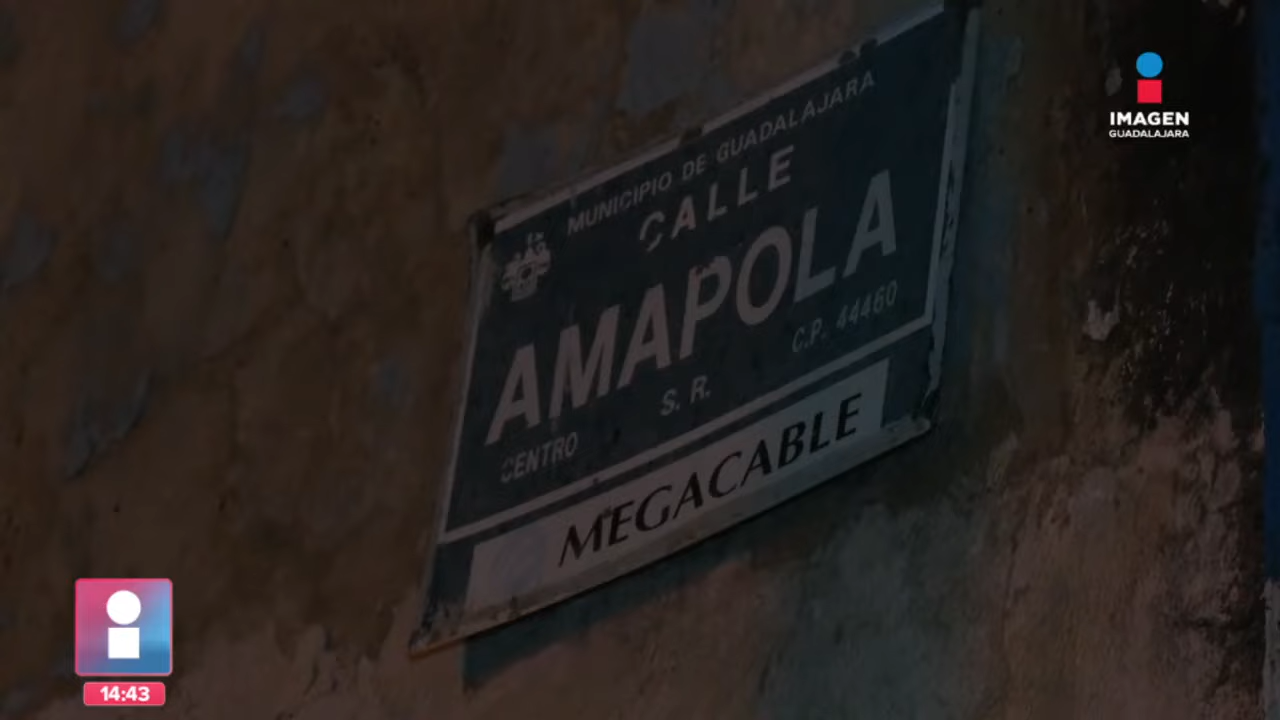 MUNICIPIO DE GUADALAJARA
CALLE
AMAPOLA
S. R.
CENTRO
C.P. 44460
MEGACABLE
IMAGEN
GUADALAJARA
14:43